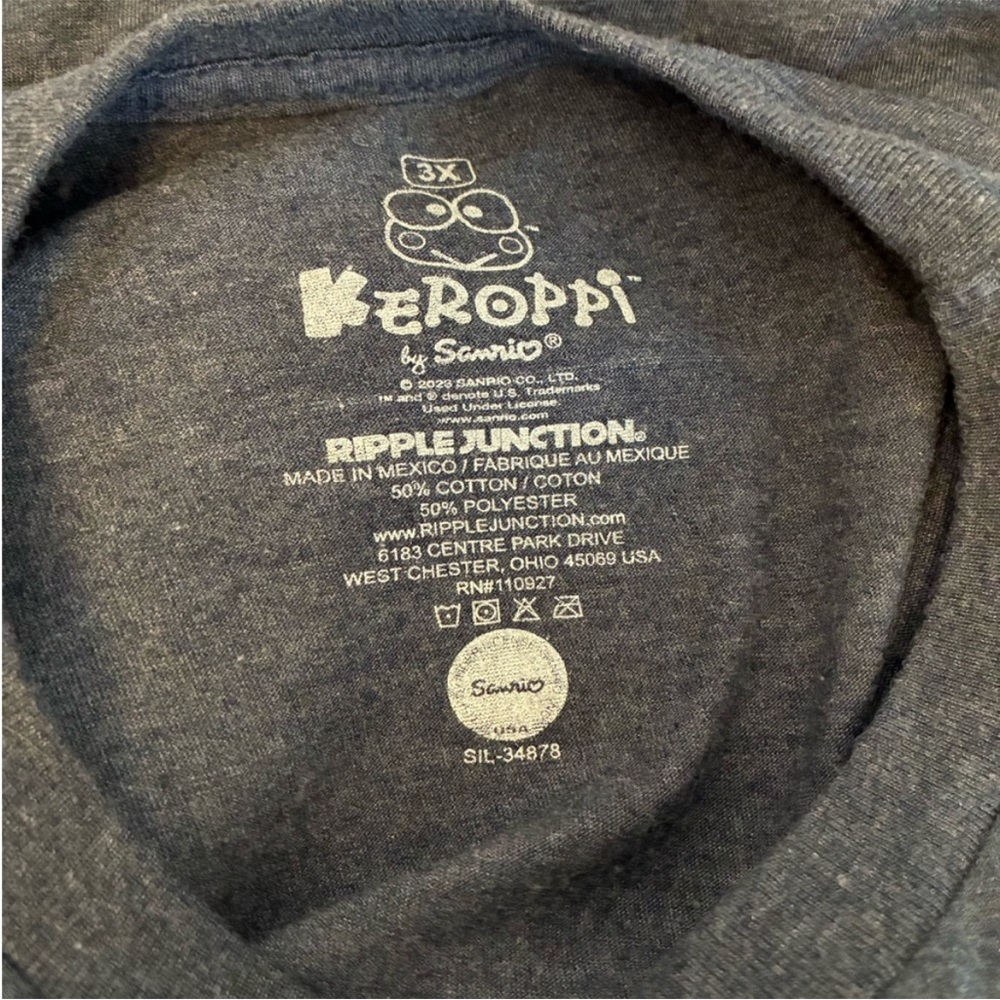 3X
KEROPPi™
by Sanrio®
© 2023 SANRIO CO., LTD.
™ and ® denote U.S. Trademarks
Used Under License.
www.sanrio.com
RIPPLE JUNCTION®
MADE IN MEXICO / FABRIQUE AU MEXIQUE
50% COTTON / COTON
50% POLYESTER
www.RIPPLEJUNCTION.com
6183 CENTRE PARK DRIVE
WEST CHESTER, OHIO 45069 USA
RN#110927
Sanrio
USA
SIL-34878